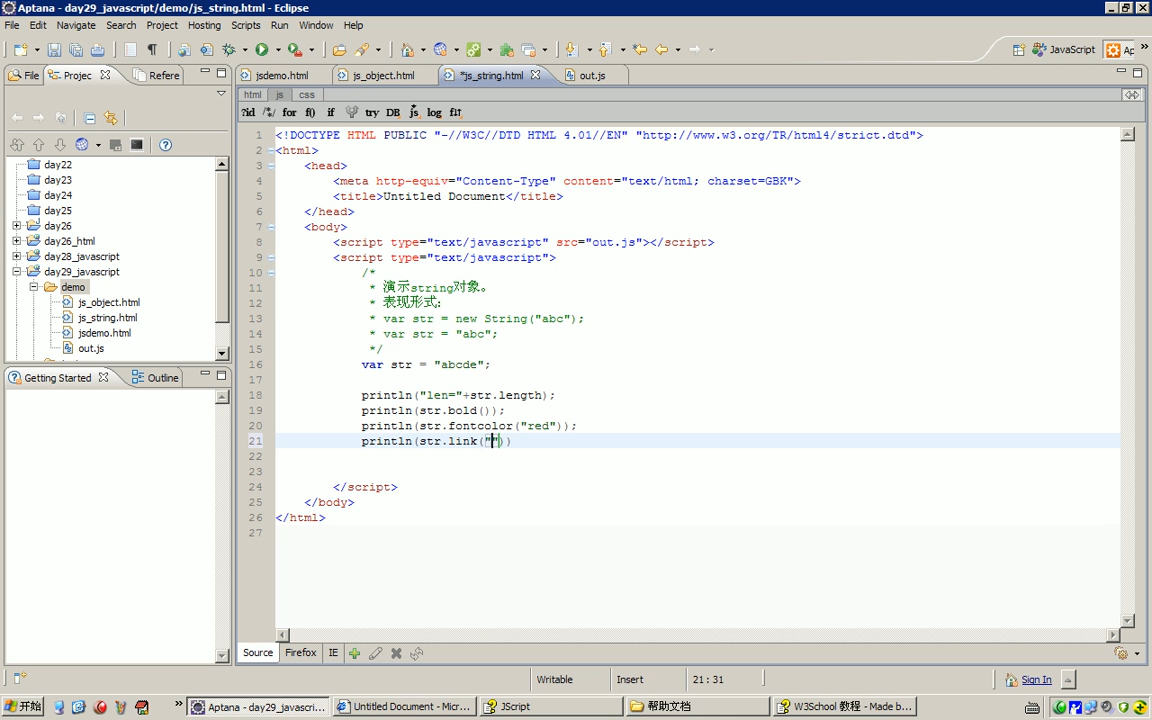 Aptana - day29_javascript/demo/js_string.html - Eclipse
File Edit Navigate Search Project Hosting Scripts Run Window Help
JavaScript Ap
File Projec Refere
jsdemo.html js_object.html *js_string.html out.js
html js css
?id /*/ for f() if try DB js log
day22
day23
day24
day25
day26
day26_html
day28_javascript
day29_javascript
demo
js_object.html
js_string.html
jsdemo.html
out.js
Getting Started Outline
1 <!DOCTYPE HTML PUBLIC "-//W3C//DTD HTML 4.01//EN" "http://www.w3.org/TR/html4/strict.dtd">
2 <html>
3 <head>
4 <meta http-equiv="Content-Type" content="text/html; charset=GBK">
5 <title>Untitled Document</title>
6 </head>
7 <body>
8 <script type="text/javascript" src="out.js"></script>
9 <script type="text/javascript">
10 /*
11 * 演示string对象。
12 * 表现形式:
13 * var str = new String("abc");
14 * var str = "abc";
15 */
16 var str = "abcde";
17
18 println("len="+str.length);
19 println(str.bold());
20 println(str.fontcolor("red"));
21 println(str.link(""))
22
23
24 </script>
25 </body>
26 </html>
27
Source Firefox IE
Writable Insert 21 : 31 Sign In
开始 Aptana - day29_javascri... Untitled Document - Micr... JScript 帮助文档 W3School 教程 - Made b...